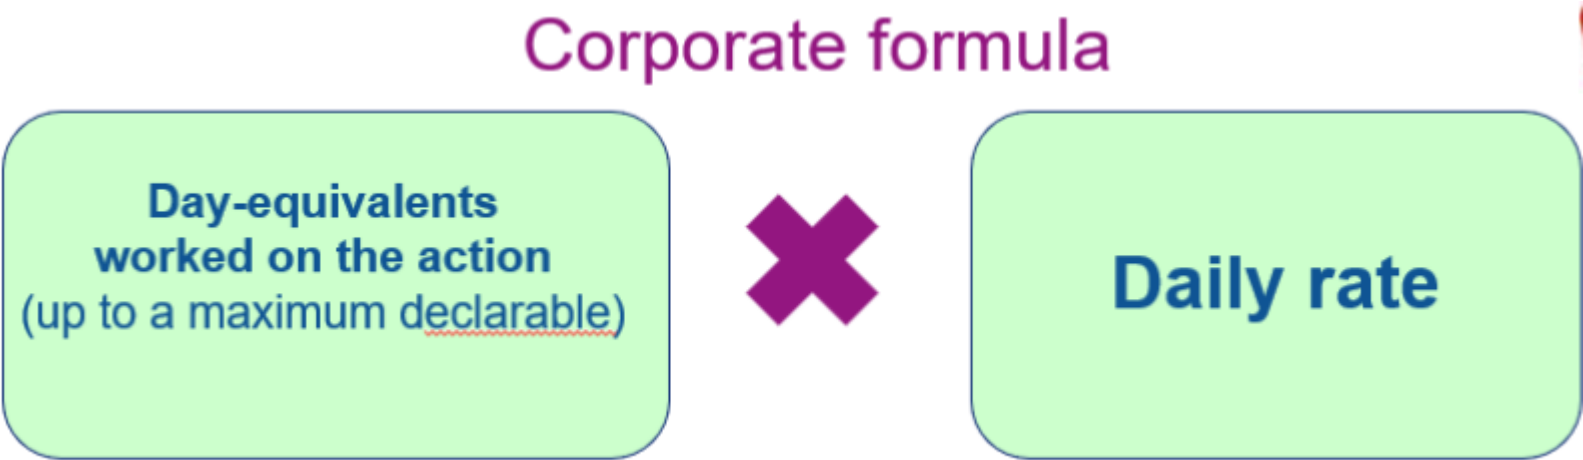 Corporate formula
Day-equivalents
worked on the action
(up to a maximum declarable)
Daily rate